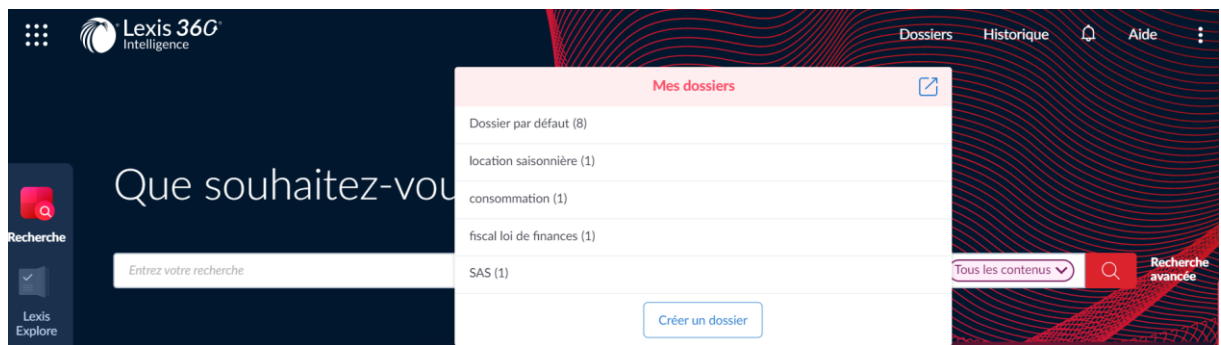 Lexis 360
Intelligence
Dossiers
Historique
Aide
Mes dossiers
Dossier par défaut (8)
location saisonnière (1)
consommation (1)
fiscal loi de finances (1)
SAS (1)
Créer un dossier
Que souhaitez-vou
Recherche
Entrez votre recherche
Tous les contenus
Recherche
avancée
Lexis
Explore